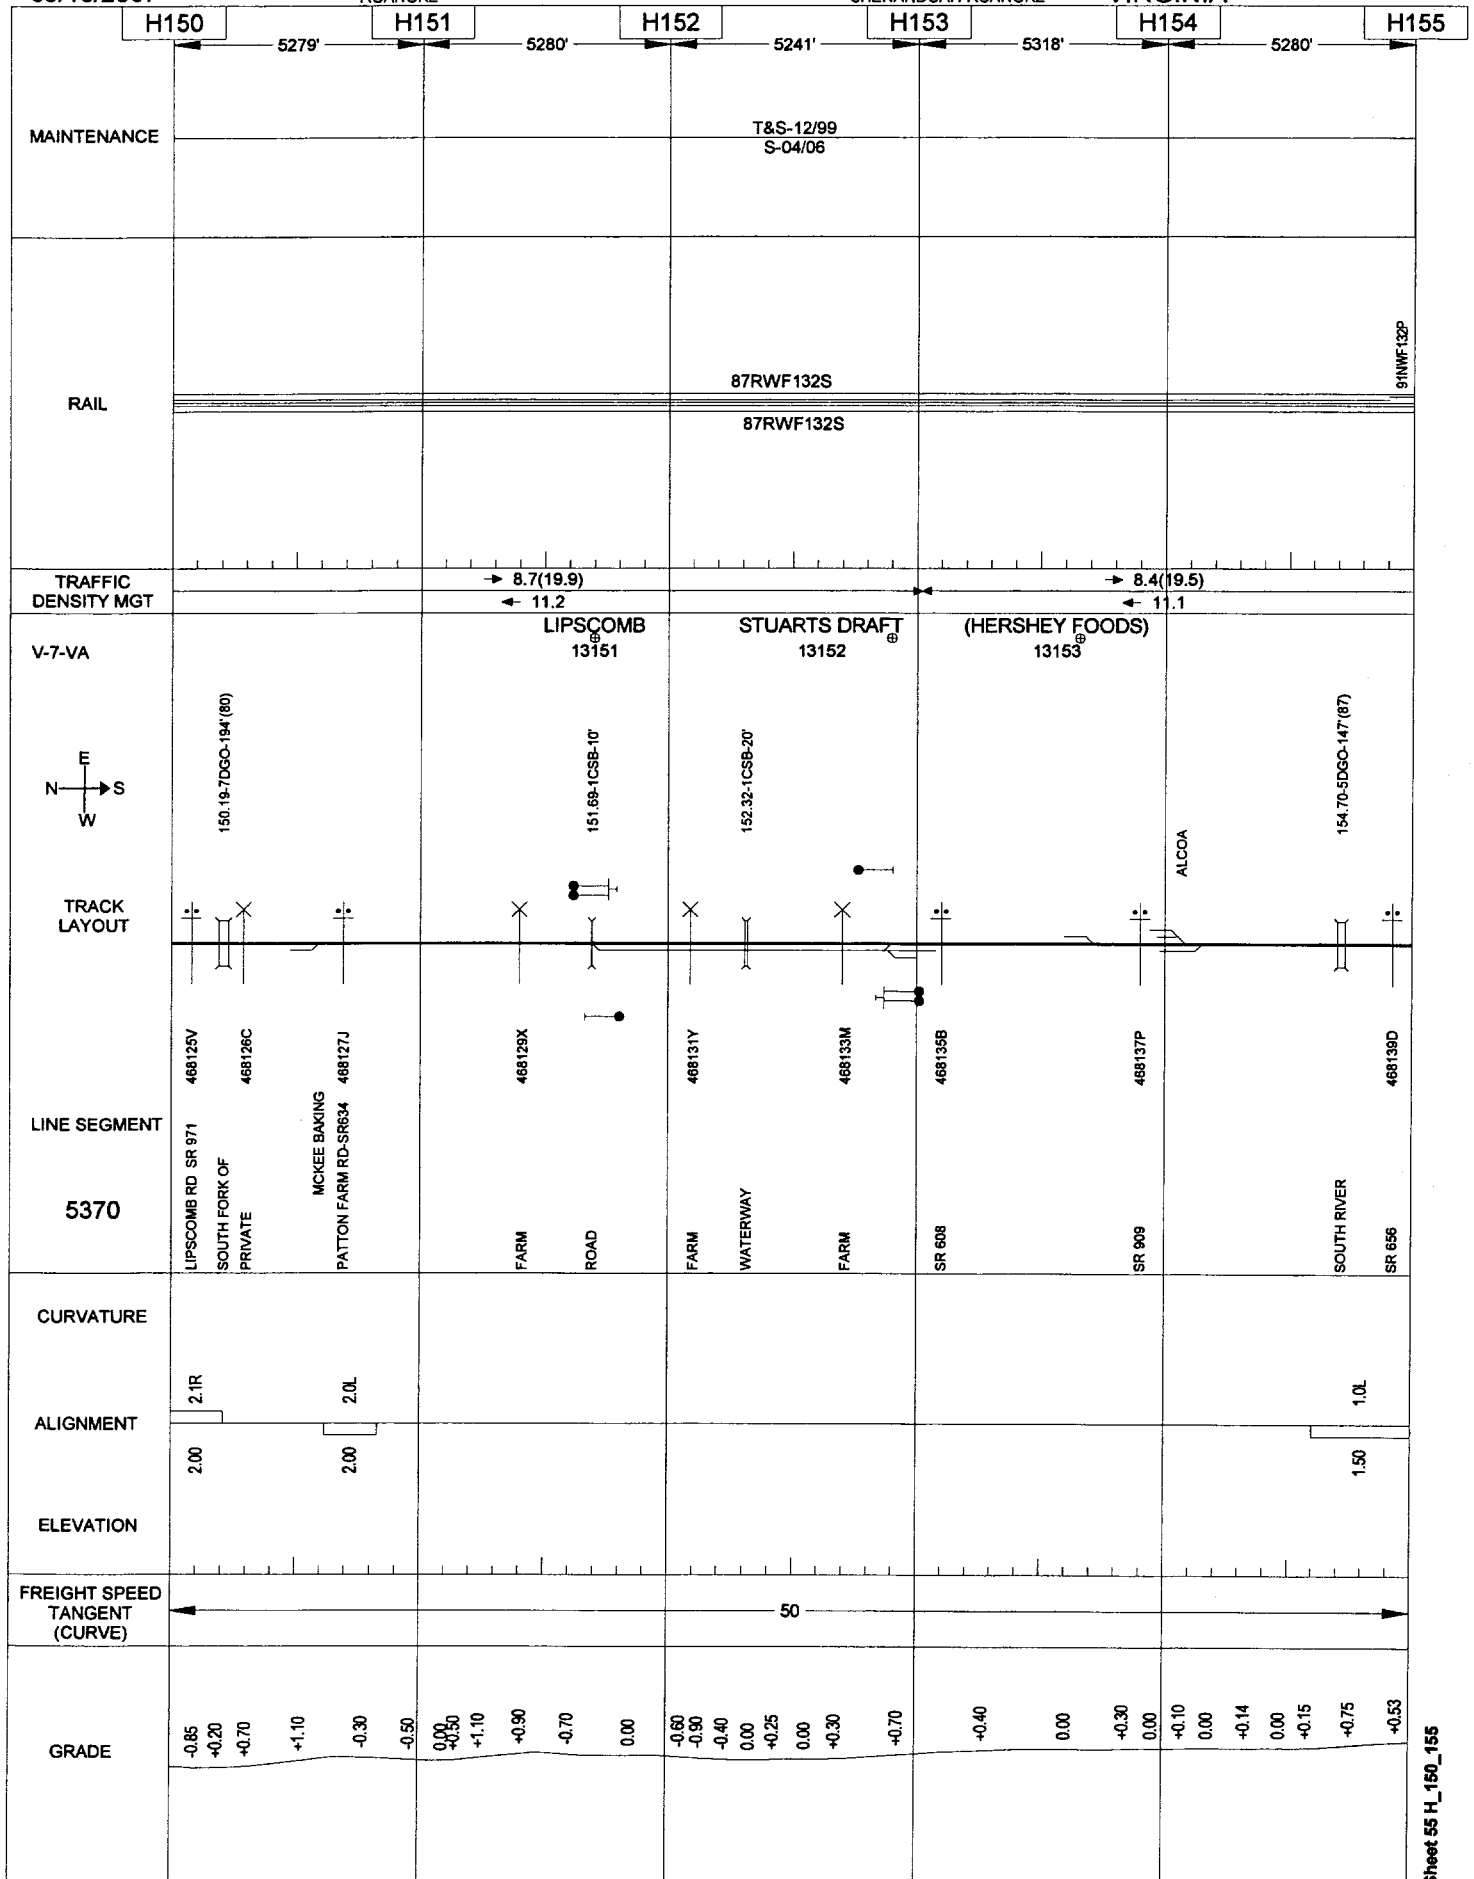 H150 H151 H152 H153 H154 H155
5279' 5280' 5241' 5318' 5280'
MAINTENANCE
T&S-12/99
S-04/06
91NWF132P
87RWF132S
RAIL
87RWF132S
TRAFFIC
DENSITY MGT
8.7(19.9)
11.2
8.4(19.5)
11.1
LIPSCOMB STUARTS DRAFT (HERSHEY FOODS)
V-7-VA
13151 13152 13153
150.19-7DGO-194'(80)
151.69-1CSB-10'
152.32-1CSB-20'
154.70-5DGO-147'(87)
E
N S
W
ALCOA
TRACK
LAYOUT
468125V
468126C
468127J
468129X
468131Y
468133M
468135B
468137P
468139D
LINE SEGMENT
5370
LIPSCOMB RD SR 971
SOUTH FORK OF
PRIVATE
MCKEE BAKING
PATTON FARM RD-SR634
FARM
ROAD
FARM
WATERWAY
FARM
SR 608
SR 909
SOUTH RIVER
SR 656
CURVATURE
2.1R 2.0L 1.0L
ALIGNMENT
2.00 2.00 1.50
ELEVATION
FREIGHT SPEED
TANGENT
(CURVE)
50
GRADE
-0.85
+0.20
+0.70
+1.10
-0.30
-0.50
0.00
+0.50
+1.10
+0.90
-0.70
0.00
-0.60
-0.90
-0.40
0.00
+0.25
0.00
+0.30
+0.70
+0.40
0.00
+0.30
0.00
+0.10
0.00
+0.14
0.00
+0.15
+0.75
+0.53
Sheet 55 H_150_155